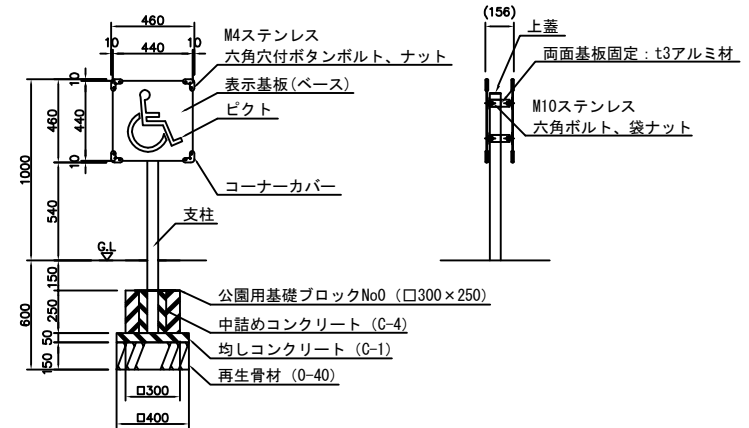 460
10
440
10
M4ステンレス
六角穴付ボタンボルト、ナット
表示基板(ベース)
ピクト
コーナーカバー
支柱
10
440
10
460
540
1000
G.L
150
250
50
150
600
公園用基礎ブロックNo0 (□300×250)
中詰めコンクリート (C-4)
均しコンクリート (C-1)
再生骨材 (0-40)
□300
□400
(156)
上蓋
両面基板固定：t3アルミ材
M10ステンレス
六角ボルト、袋ナット